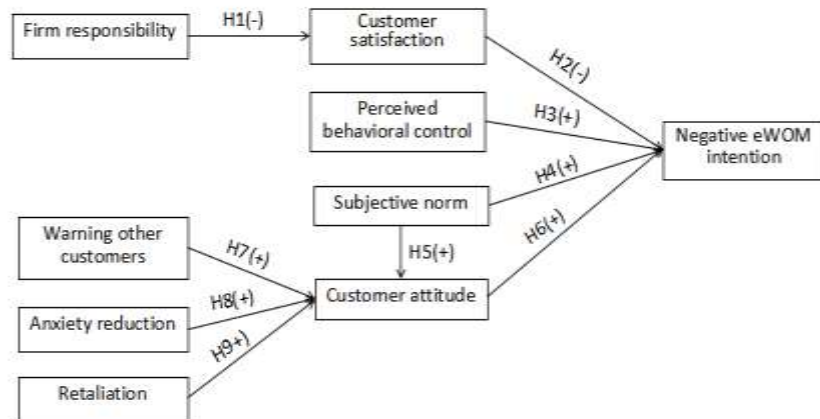 Firm responsibility
H1(-)
Customer
satisfaction
H2(-)
Perceived
behavioral control
H3(+)
Negative eWOM
intention
H4(+)
Subjective norm
H5(+)
H6(+)
Warning other
customers
H7(+)
Customer attitude
H8(+)
Anxiety reduction
H9+)
Retaliation